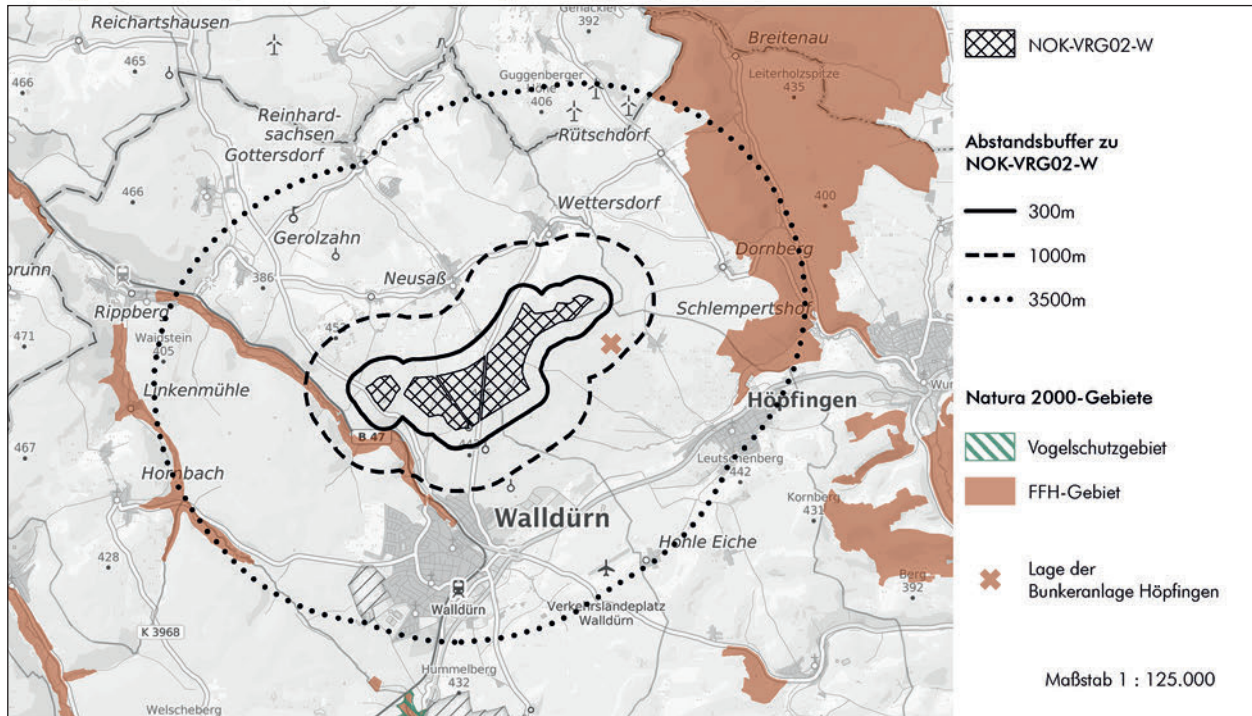 Reichartshausen
392
465
466
Breitenau
Leiterholzspitze
435
Guggenberger
Höhe
406
Reinhard-
sachsen
Gottersdorf
Rütschdorf
466
400
Wettersdorf
Gerolzahn
Dornberg
386
Neusaß
brunn
Rippberg
Schlempertshof
471
Waldstein
405
Linkenmühle
Höpfingen
B 47
467
Hornbach
Leutschenberg
442
Kornberg
431
Walldürn
428
Hohle Eiche
Berg
392
Walldürn
Verkehrslandeplatz
Walldürn
K 3968
Hummelberg
432
Welscheberg
NOK-VRG02-W
Abstandsbuffer zu
NOK-VRG02-W
300m
1000m
3500m
Natura 2000-Gebiete
Vogelschutzgebiet
FFH-Gebiet
Lage der
Bunkeranlage Höpfingen
Maßstab 1 : 125.000